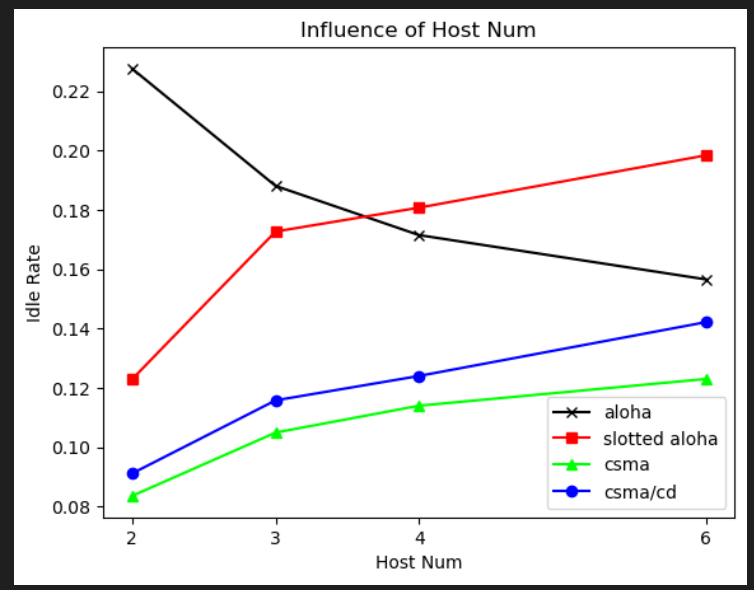 Influence of Host Num
Idle Rate
0.22
0.20
0.18
0.16
0.14
0.12
0.10
0.08
2 3 4 6
Host Num
aloha
slotted aloha
csma
csma/cd